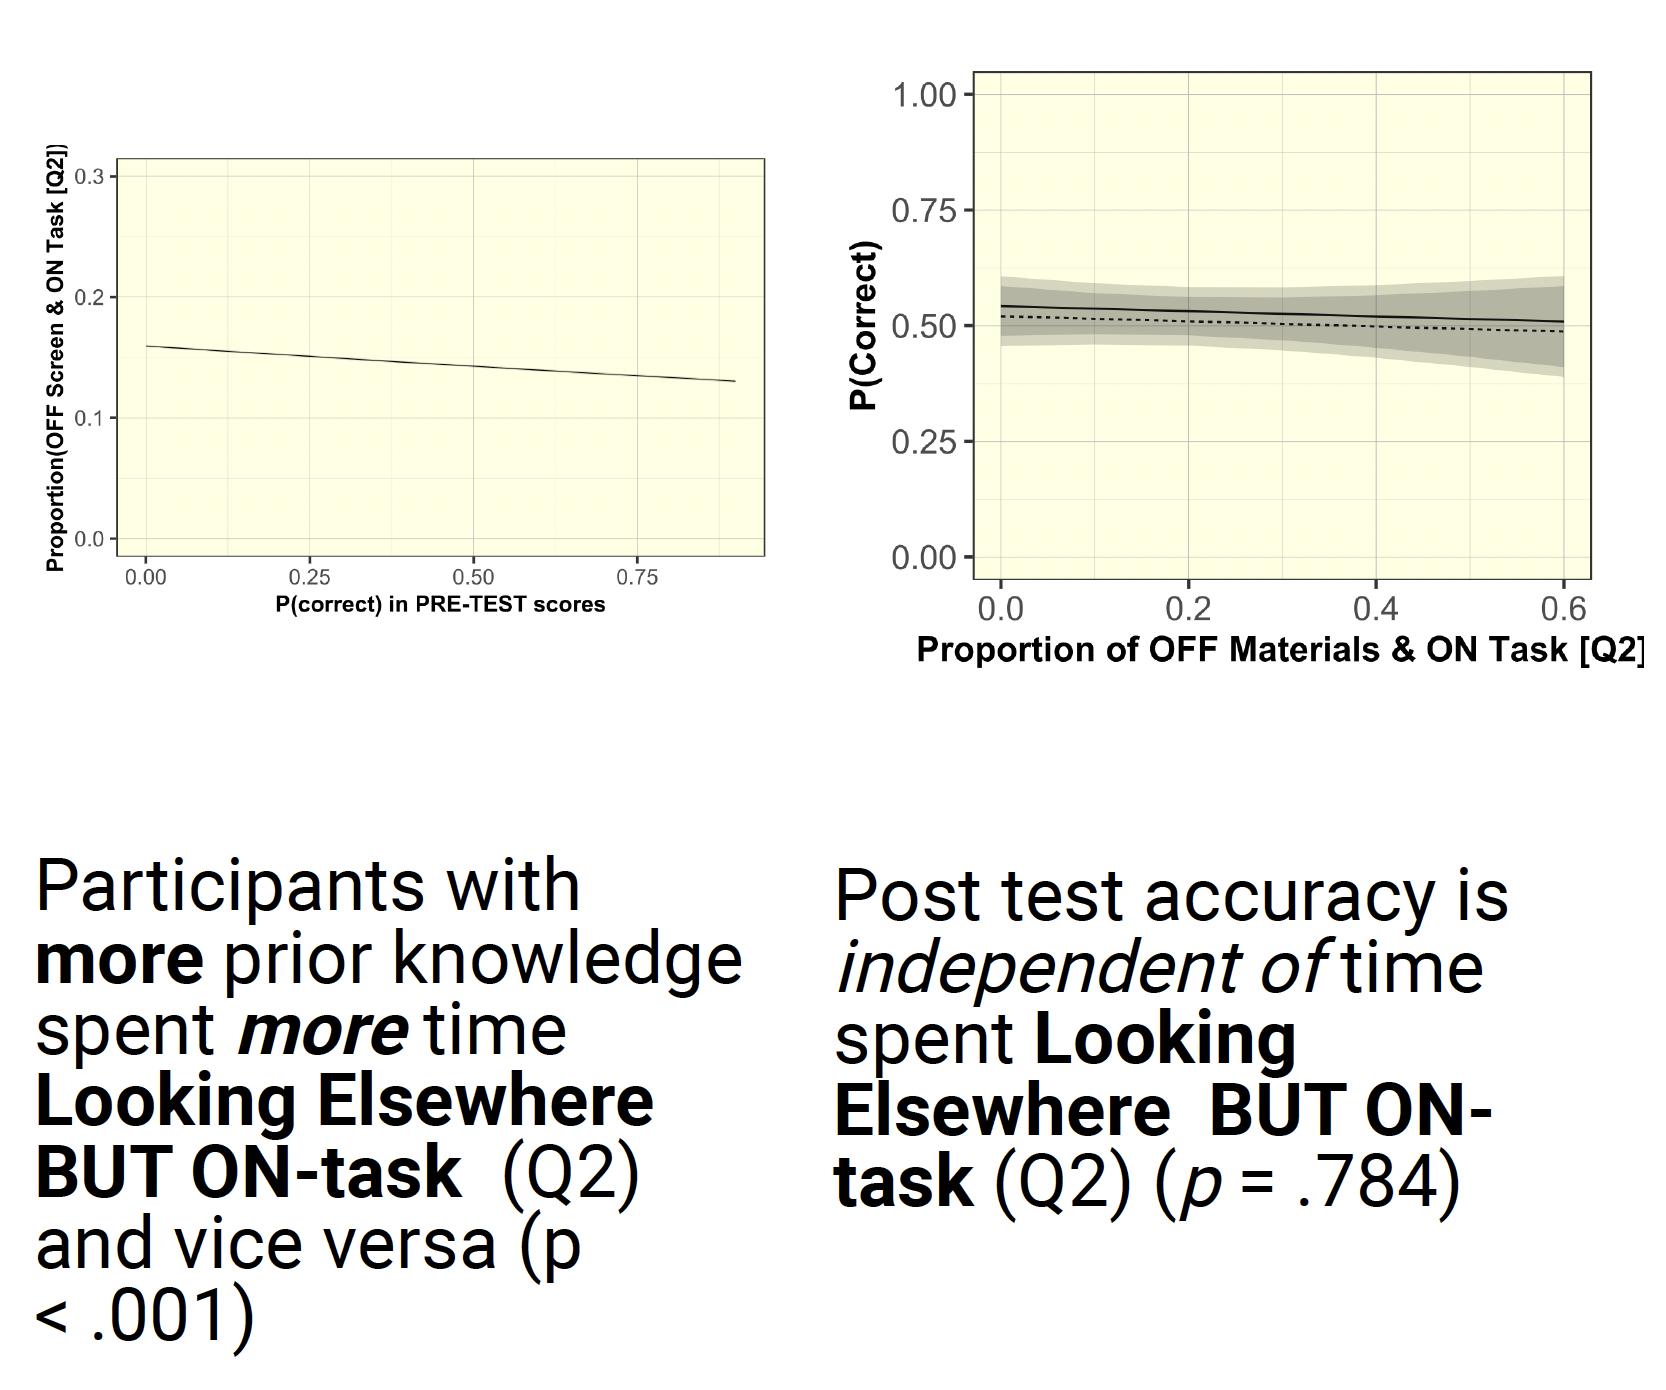 Proportion(OFF Screen & ON Task [Q2])
0.3
0.2
0.1
0.0
0.00 0.25 0.50 0.75
P(correct) in PRE-TEST scores
P(Correct)
1.00
0.75
0.50
0.25
0.00
0.0 0.2 0.4 0.6
Proportion of OFF Materials & ON Task [Q2]
Participants with
more prior knowledge
spent more time
Looking Elsewhere
BUT ON-task (Q2)
and vice versa (p
< .001)
Post test accuracy is
independent of time
spent Looking
Elsewhere BUT ON-
task (Q2) (p = .784)